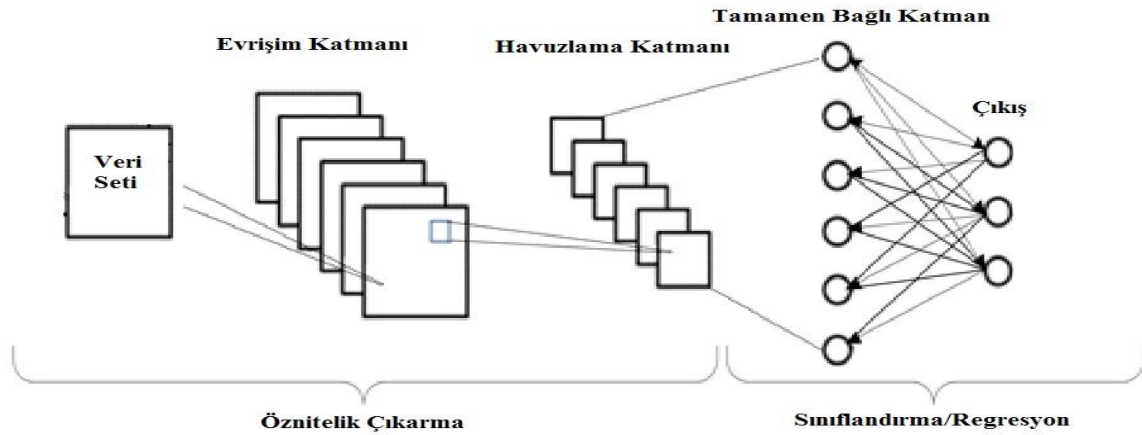 Tamamen Bağlı Katman
Evrişim Katmanı
Havuzlama Katmanı
Çıkış
Veri
Seti
Öznitelik Çıkarma
Sınıflandırma/Regresyon